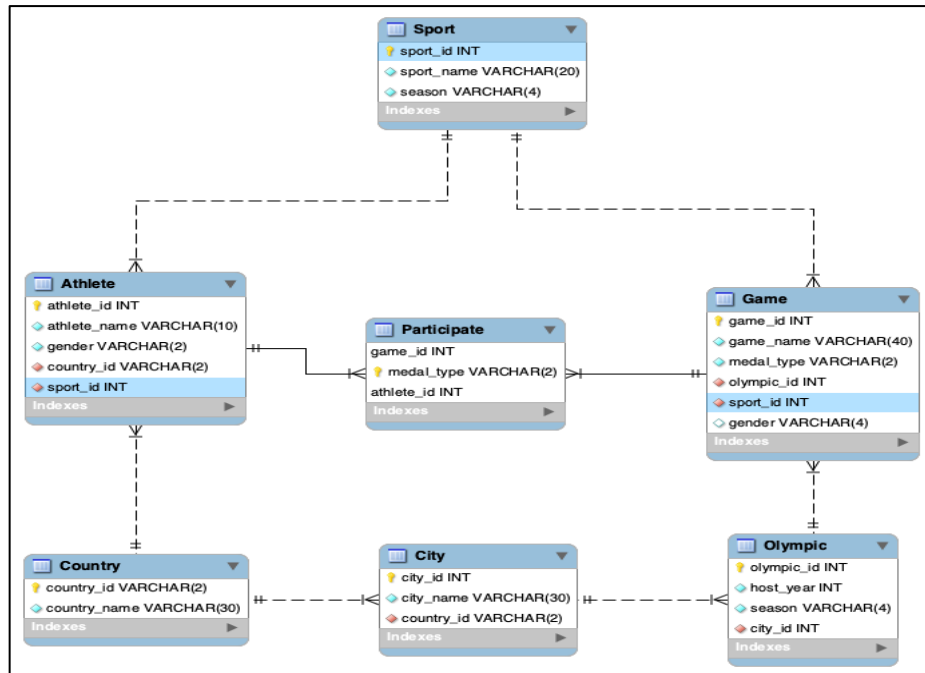 Sport
sport_id INT
sport_name VARCHAR(20)
season VARCHAR(4)
Indexes
Athlete
athlete_id INT
athlete_name VARCHAR(10)
gender VARCHAR(2)
country_id VARCHAR(2)
sport_id INT
Indexes
Participate
game_id INT
medal_type VARCHAR(2)
athlete_id INT
Indexes
Game
game_id INT
game_name VARCHAR(40)
medal_type VARCHAR(2)
olympic_id INT
sport_id INT
gender VARCHAR(4)
Indexes
Country
country_id VARCHAR(2)
country_name VARCHAR(30)
Indexes
City
city_id INT
city_name VARCHAR(30)
country_id VARCHAR(2)
Indexes
Olympic
olympic_id INT
host_year INT
season VARCHAR(4)
city_id INT
Indexes